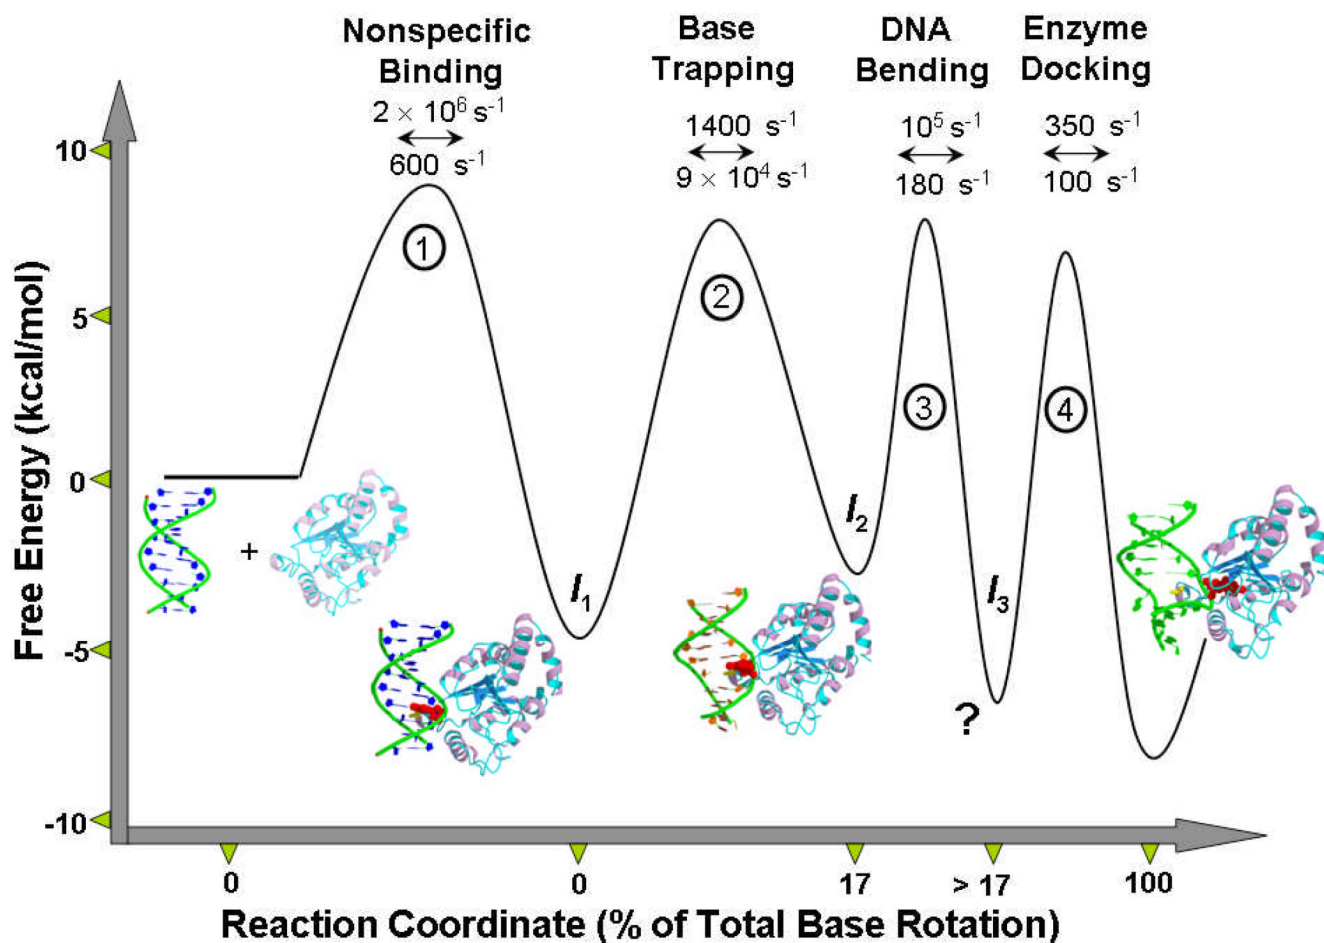 Nonspecific
Binding
2 × 10⁶ s⁻¹
600 s⁻¹
Base
Trapping
1400 s⁻¹
9 × 10⁴ s⁻¹
DNA
Bending
10⁵ s⁻¹
180 s⁻¹
Enzyme
Docking
350 s⁻¹
100 s⁻¹
Free Energy (kcal/mol)
10
5
0
-5
-10
1
2
3
4
+
I₁
I₂
I₃
?
0
0
17
> 17
100
Reaction Coordinate (% of Total Base Rotation)